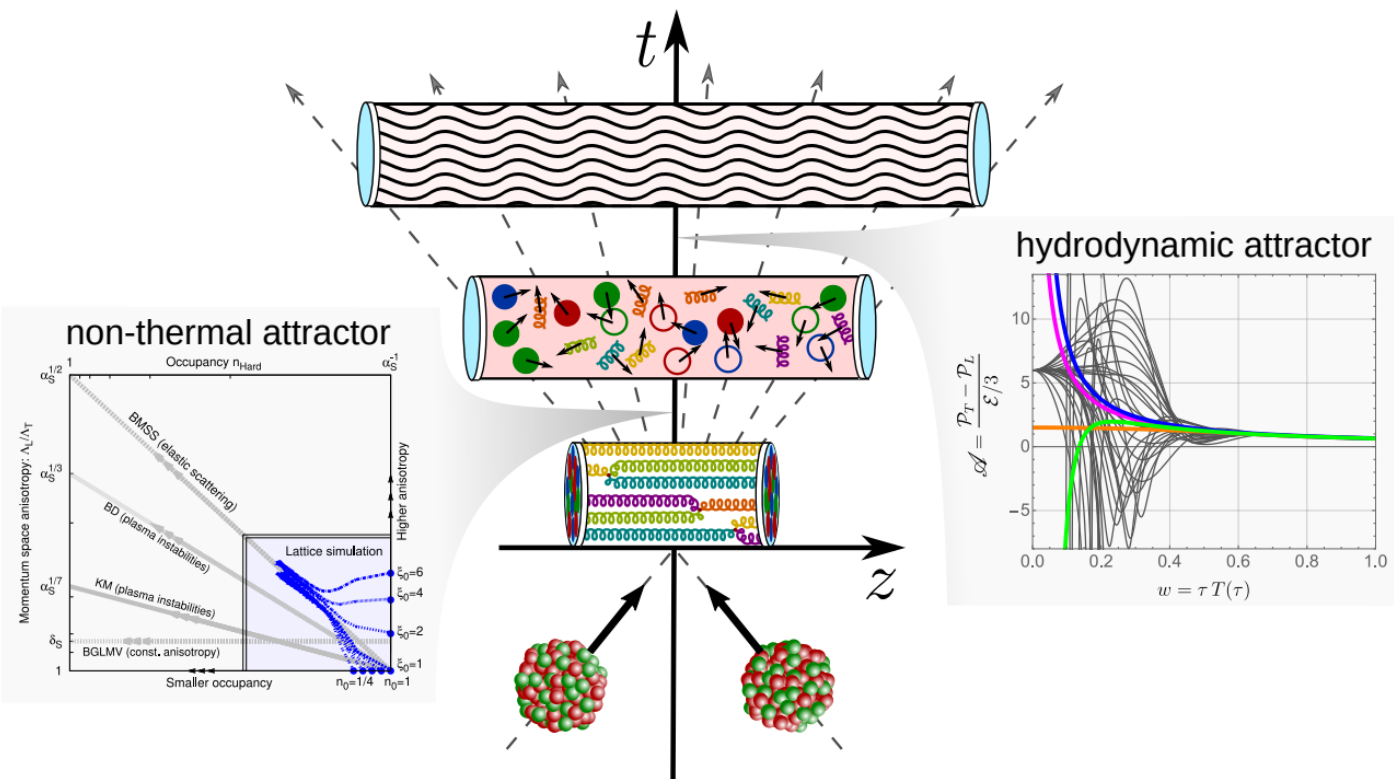 t
z
non-thermal attractor
1
Occupancy n_Hard
α_S^-1
α_S^1/2
α_S^1/3
α_S^1/7
δ_S
1
Momentum space anisotropy: Λ_L/Λ_T
BMSS (elastic scattering)
BD (plasma instabilities)
KM (plasma instabilities)
BGLMV (const. anisotropy)
Lattice simulation
Higher anisotropy
ξ_0=6
ξ_0=4
ξ_0=2
ξ_0=1
Smaller occupancy
n_0=1/4
n_0=1
hydrodynamic attractor
𝒜 = (𝒫_T − 𝒫_L)/(ℰ/3)
10
5
0
−5
0.0 0.2 0.4 0.6 0.8 1.0
w = τ T(τ)